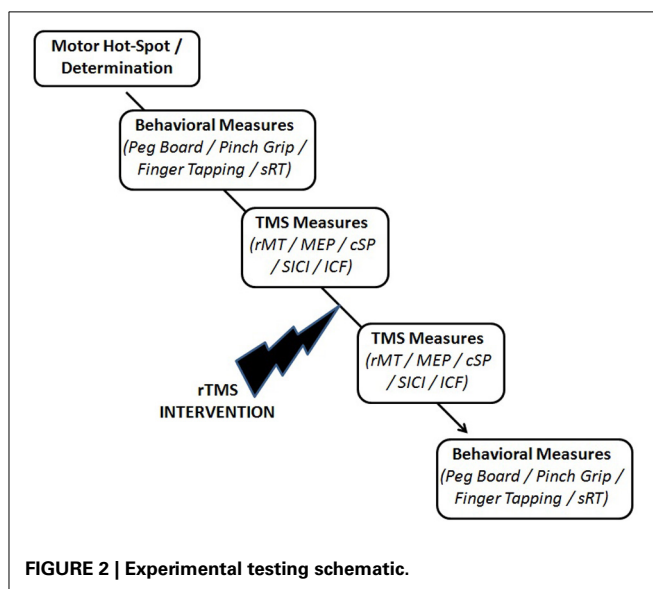 Motor Hot-Spot /
Determination
Behavioral Measures
(Peg Board / Pinch Grip /
Finger Tapping / sRT)
TMS Measures
(rMT / MEP / cSP
/ SICI / ICF)
rTMS
INTERVENTION
TMS Measures
(rMT / MEP / cSP
/ SICI / ICF)
Behavioral Measures
(Peg Board / Pinch Grip /
Finger Tapping / sRT)
FIGURE 2 | Experimental testing schematic.